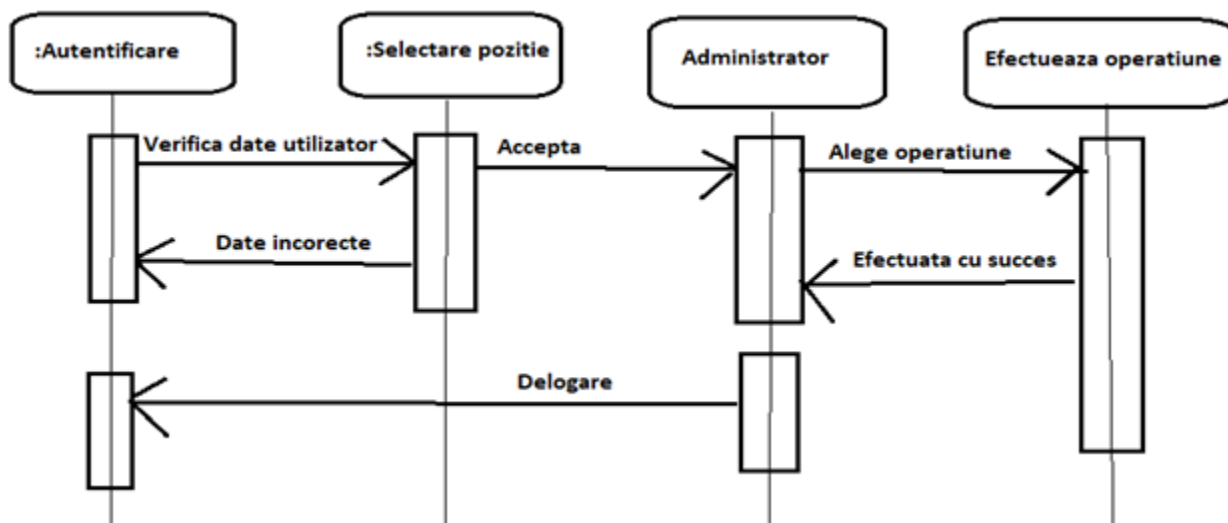 :Autentificare
:Selectare pozitie
Administrator
Efectueaza operatiune
Verifica date utilizator
Accepta
Alege operatiune
Date incorecte
Efectuata cu succes
Delogare